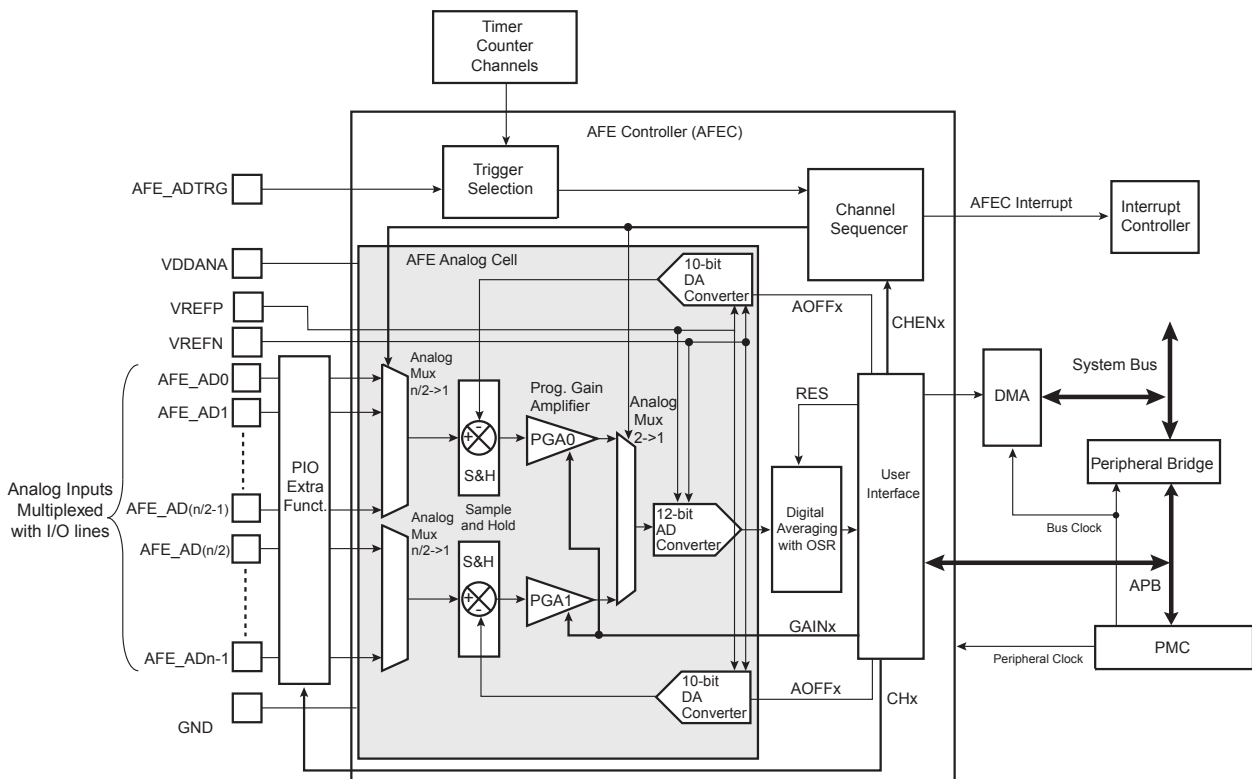 Timer
Counter
Channels
AFE Controller (AFEC)
AFE_ADTRG
Trigger
Selection
Channel
Sequencer
AFEC Interrupt
Interrupt
Controller
VDDANA
AFE Analog Cell
10-bit
DA
Converter
AOFFx
CHENx
VREFP
VREFN
Analog
Mux
n/2->1
Prog. Gain
Amplifier
Analog
Mux
2->1
RES
DMA
System Bus
AFE_AD0
AFE_AD1
+
-
S&H
PGA0
PIO
Extra
Funct.
User
Interface
Peripheral Bridge
Analog Inputs
Multiplexed
with I/O lines
AFE_AD(n/2-1)
AFE_AD(n/2)
Analog
Mux
n/2->1
Sample
and Hold
12-bit
AD
Converter
Digital
Averaging
with OSR
Bus Clock
S&H
+
-
PGA1
APB
GAINx
AFE_ADn-1
Peripheral Clock
PMC
10-bit
DA
Converter
AOFFx
CHx
GND